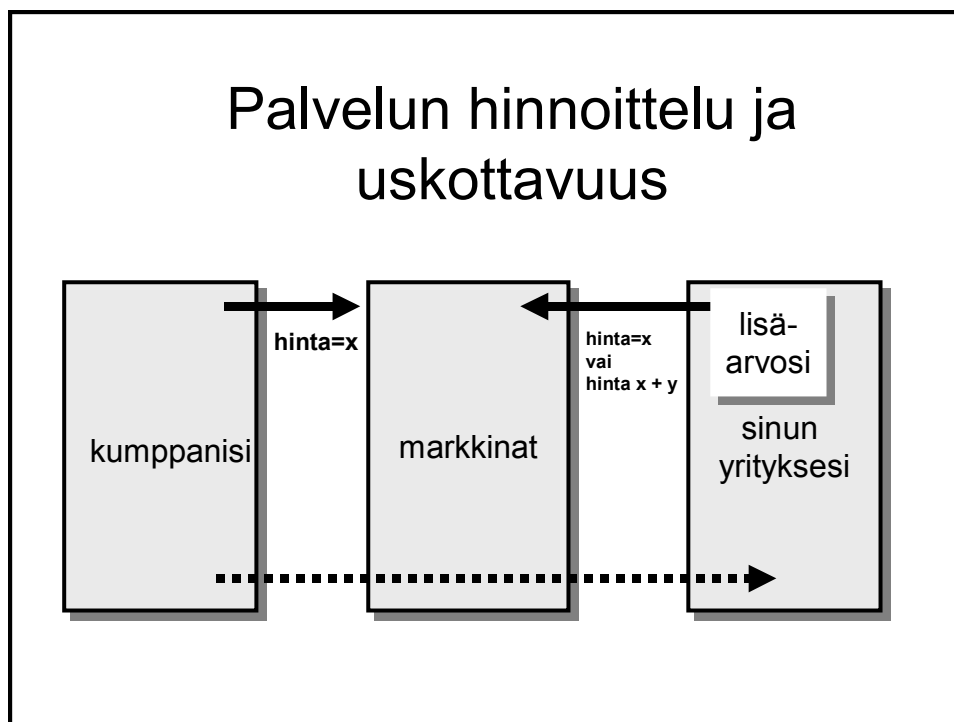 Palvelun hinnoittelu ja
uskottavuus
kumppanisi
hinta=x
markkinat
hinta=x
vai
hinta x + y
lisä-
arvosi
sinun
yrityksesi